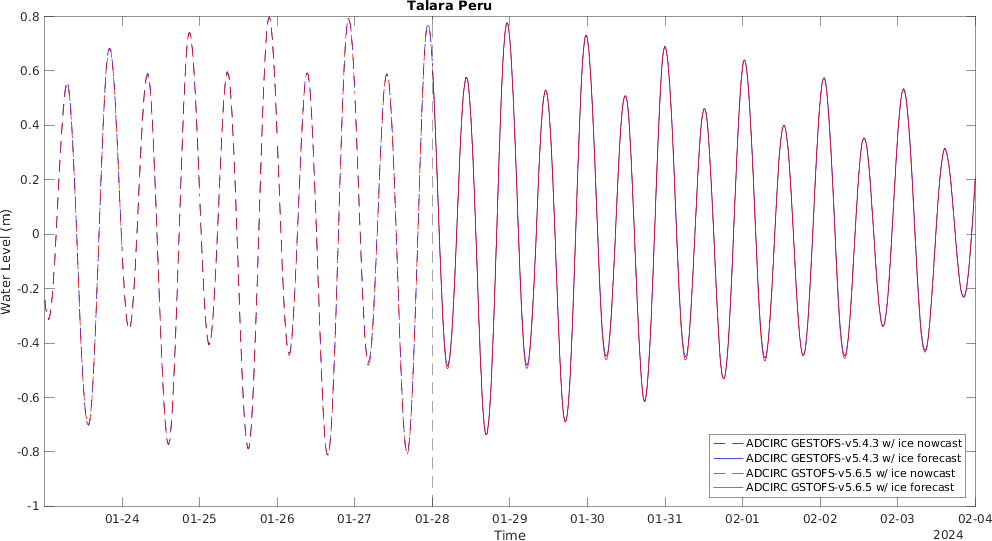 Talara Peru
Water Level (m)
0.8
0.6
0.4
0.2
0
-0.2
-0.4
-0.6
-0.8
-1
ADCIRC GESTOFS-v5.4.3 w/ ice nowcast
ADCIRC GESTOFS-v5.4.3 w/ ice forecast
ADCIRC GSTOFS-v5.6.5 w/ ice nowcast
ADCIRC GSTOFS-v5.6.5 w/ ice forecast
01-24 01-25 01-26 01-27 01-28 01-29 01-30 01-31 02-01 02-02 02-03 02-04
Time
2024